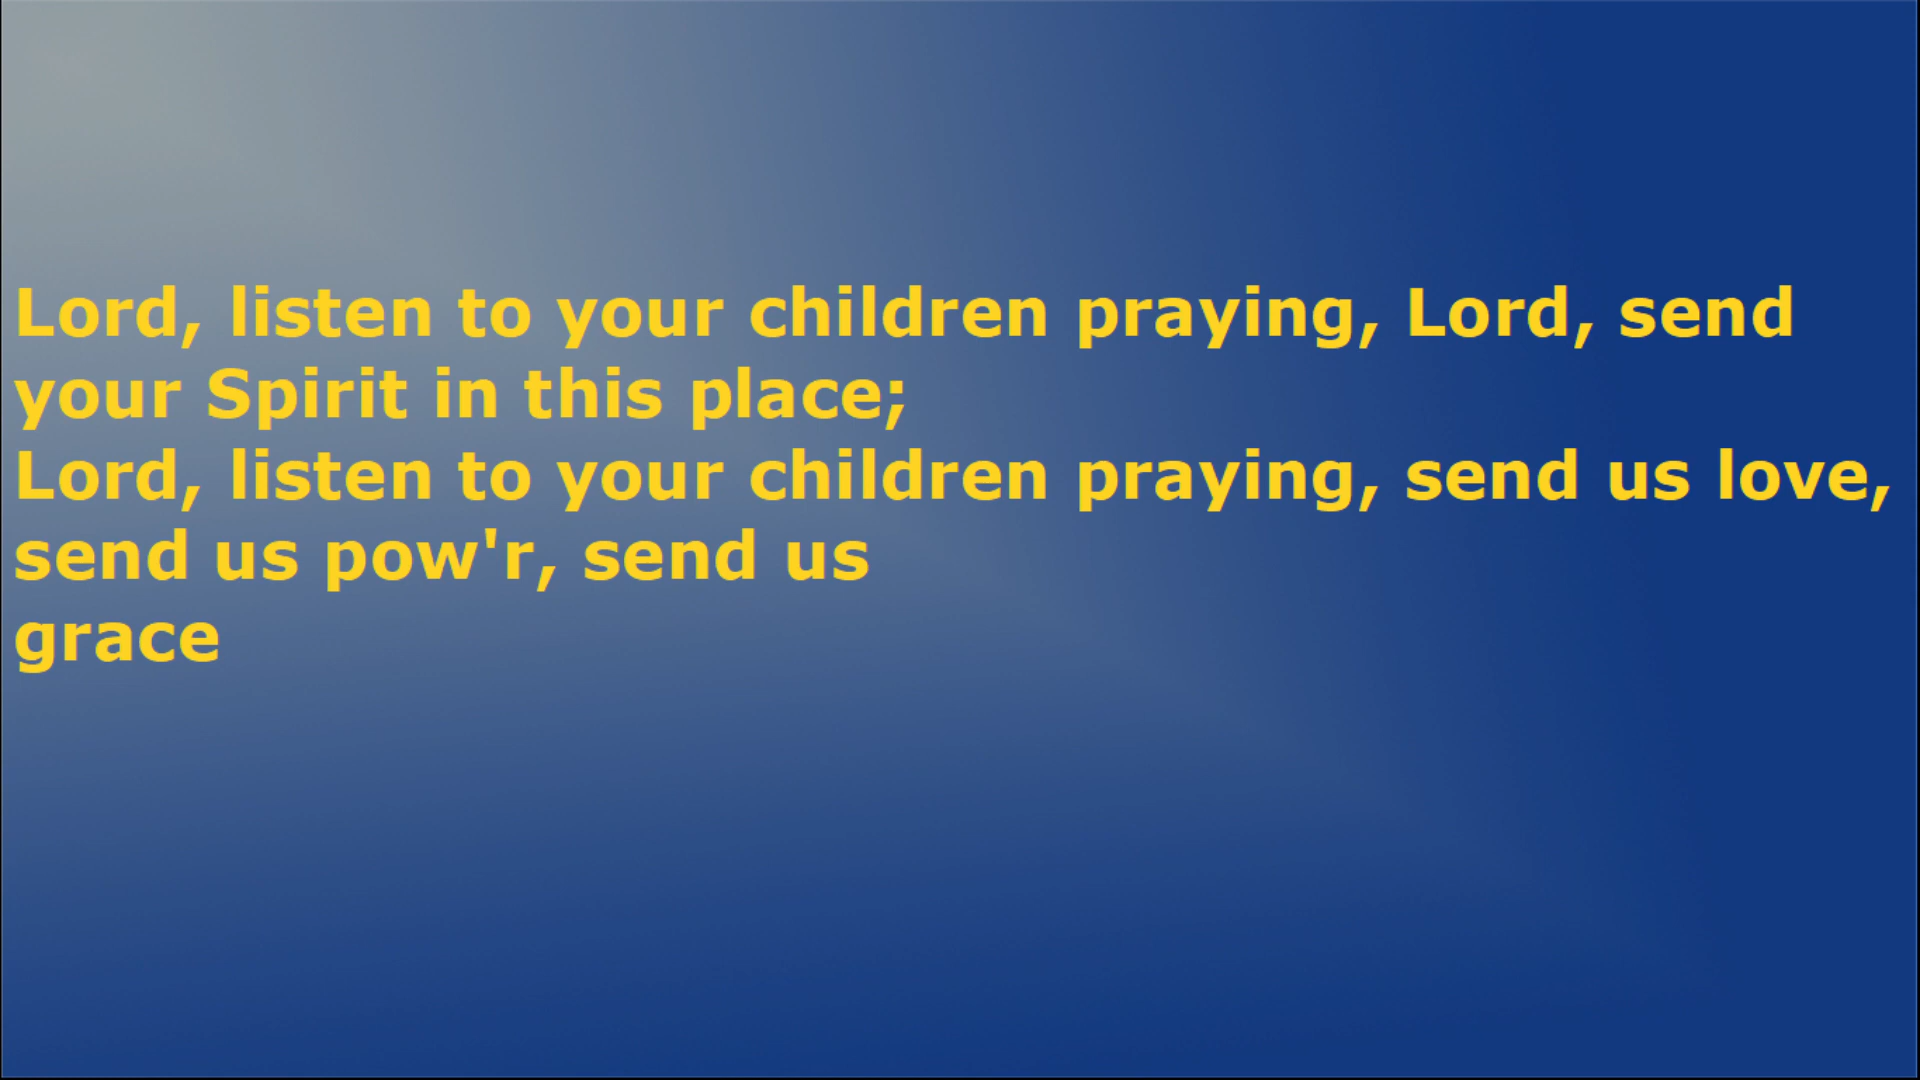 Lord, listen to your children praying, Lord, send
your Spirit in this place;
Lord, listen to your children praying, send us love,
send us pow'r, send us
grace